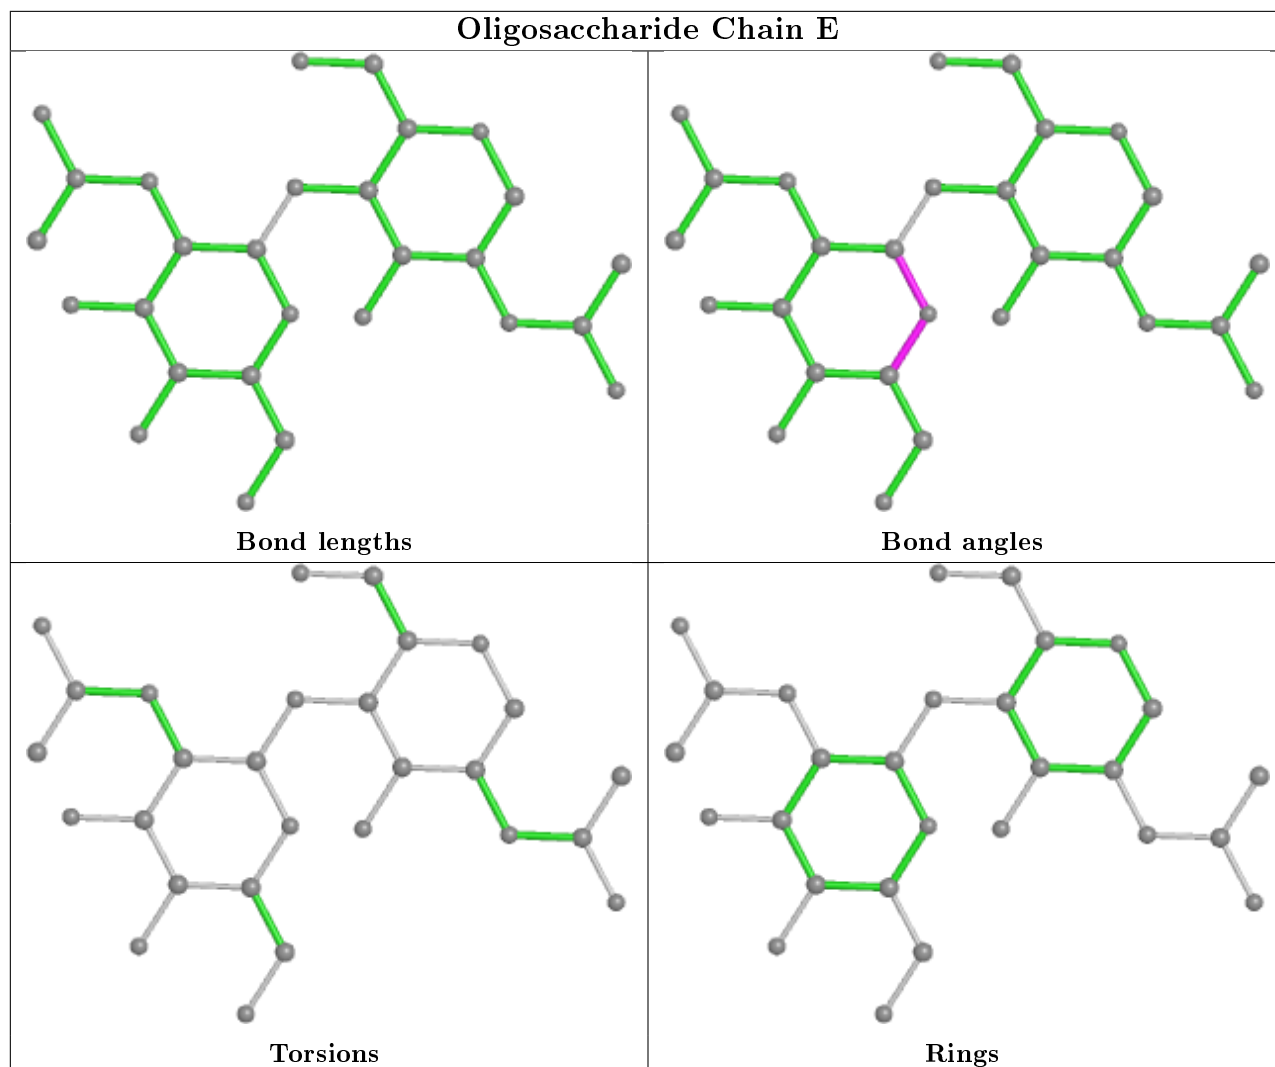 Oligosaccharide Chain E
Bond lengths
Bond angles
Torsions
Rings